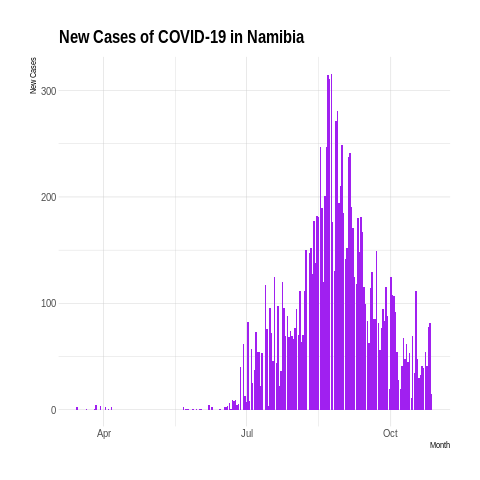 New Cases of COVID-19 in Namibia
New Cases
300
200
100
0
Apr
Jul
Oct
Month